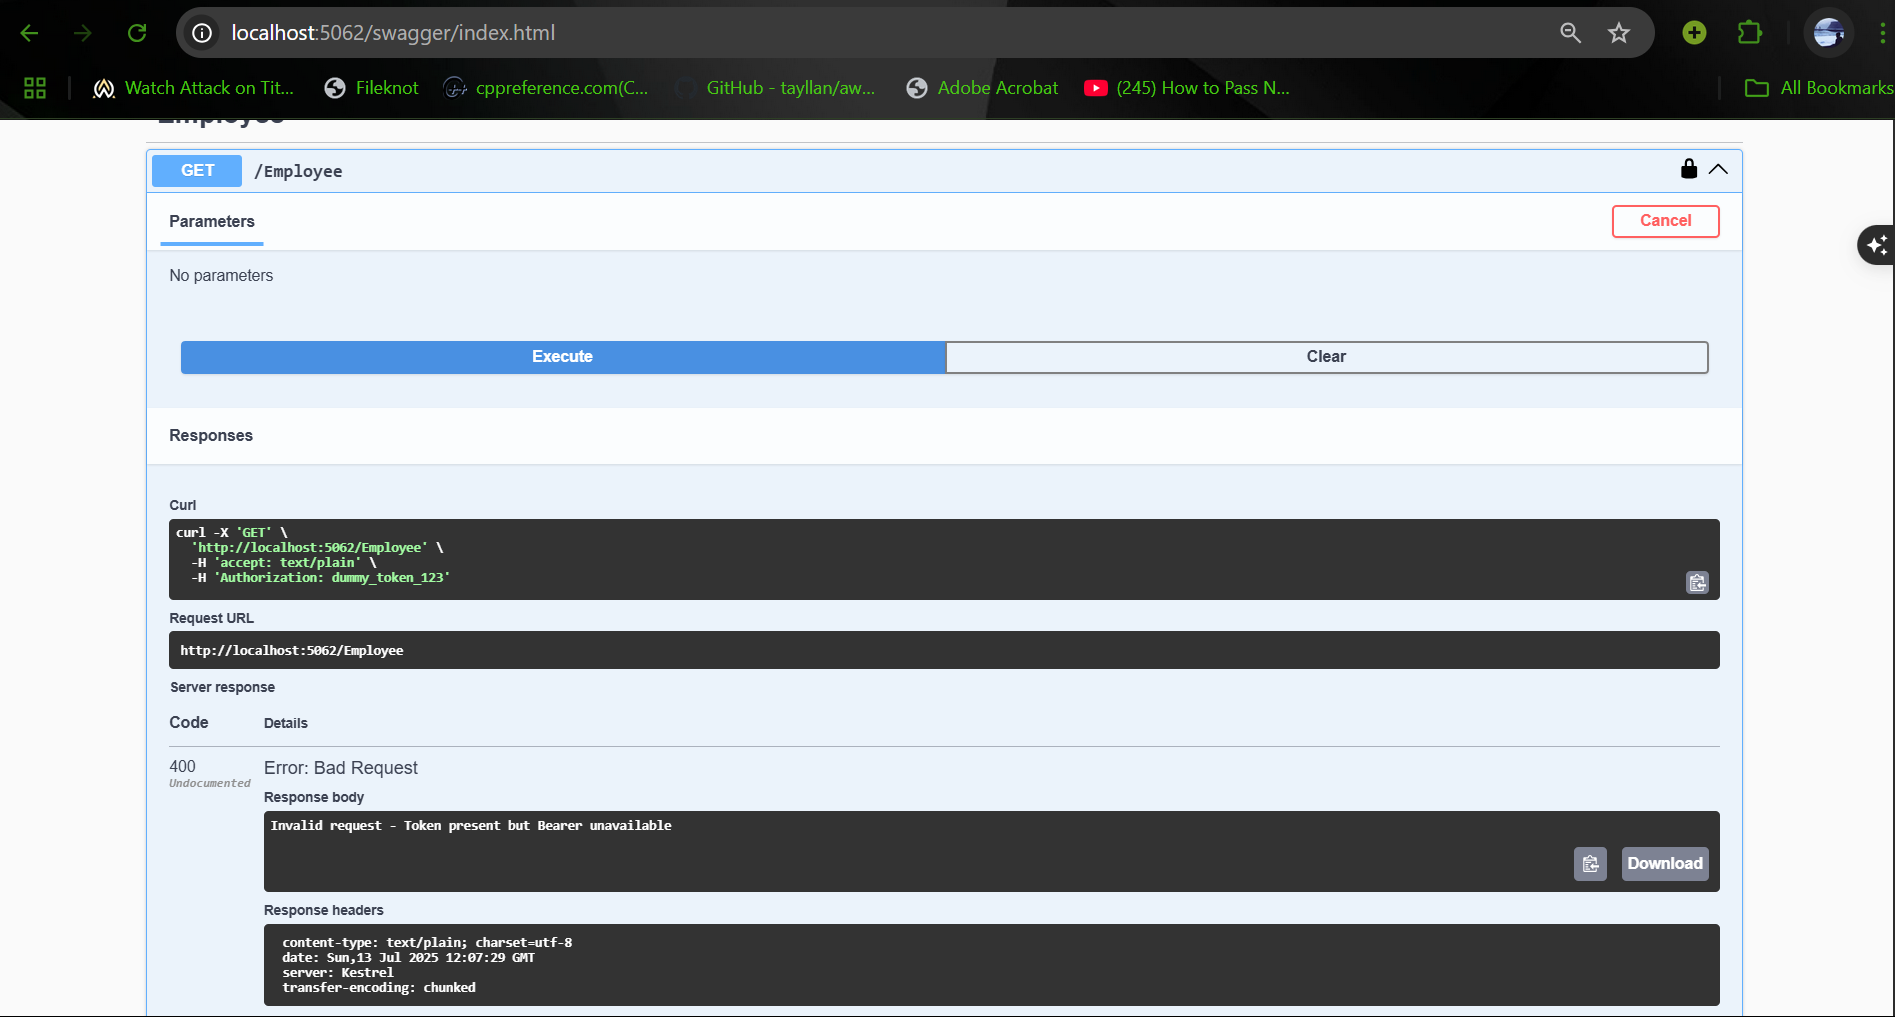 localhost:5062/swagger/index.html
Watch Attack on Tit...
Fileknot
cppreference.com(C...
GitHub - tayllan/aw...
Adobe Acrobat
(245) How to Pass N...
All Bookmarks
Employee
GET
/Employee
Parameters
Cancel
No parameters
Execute
Clear
Responses
Curl
curl -X 'GET' \
'http://localhost:5062/Employee' \
-H 'accept: text/plain' \
-H 'Authorization: dummy_token_123'
Request URL
http://localhost:5062/Employee
Server response
Code
Details
400
Undocumented
Error: Bad Request
Response body
Invalid request - Token present but Bearer unavailable
Download
Response headers
content-type: text/plain; charset=utf-8
date: Sun,13 Jul 2025 12:07:29 GMT
server: Kestrel
transfer-encoding: chunked